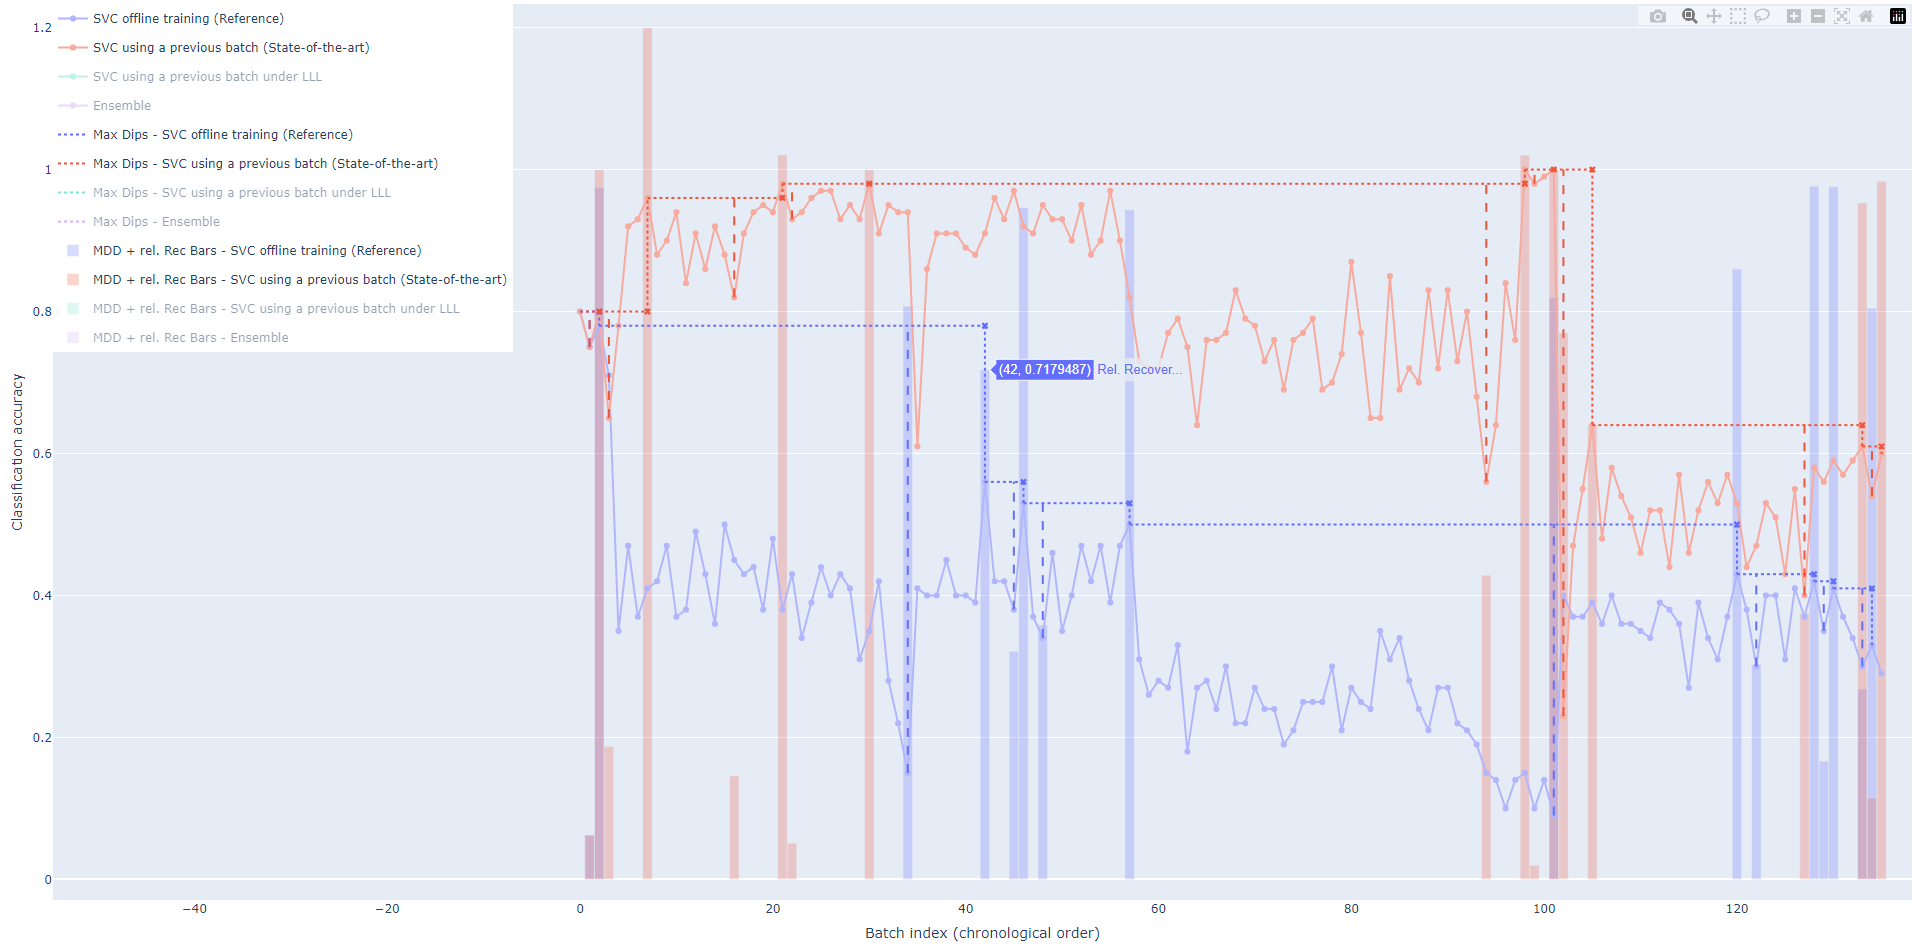 SVC offline training (Reference)
SVC using a previous batch (State-of-the-art)
SVC using a previous batch under LLL
Ensemble
Max Dips - SVC offline training (Reference)
Max Dips - SVC using a previous batch (State-of-the-art)
Max Dips - SVC using a previous batch under LLL
Max Dips - Ensemble
MDD + rel. Rec Bars - SVC offline training (Reference)
MDD + rel. Rec Bars - SVC using a previous batch (State-of-the-art)
MDD + rel. Rec Bars - SVC using a previous batch under LLL
MDD + rel. Rec Bars - Ensemble
1.2
1
0.8
0.6
0.4
0.2
0
Classification accuracy
(42, 0.7179487) Rel. Recover...
−40 −20 0 20 40 60 80 100 120
Batch index (chronological order)